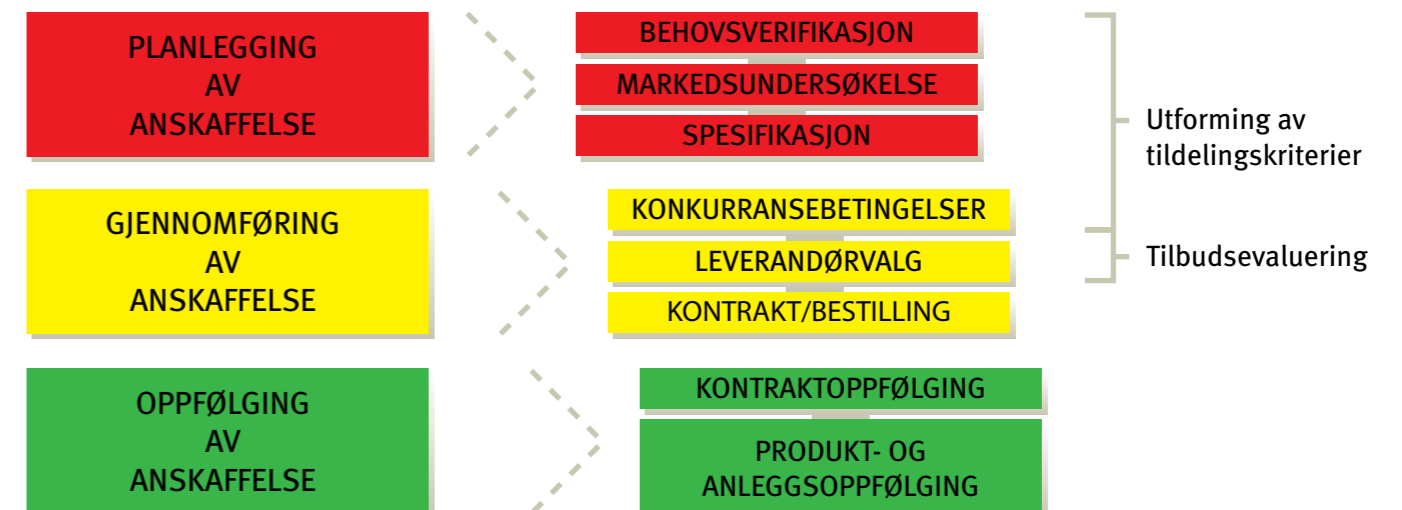 PLANLEGGING
AV
ANSKAFFELSE
BEHOVSVERIFIKASJON
MARKEDSUNDERSØKELSE
SPESIFIKASJON
Utforming av
tildelingskriterier
GJENNOMFØRING
AV
ANSKAFFELSE
KONKURRANSEBETINGELSER
LEVERANDØRVALG
KONTRAKT/BESTILLING
Tilbudsevaluering
OPPFØLGING
AV
ANSKAFFELSE
KONTRAKTOPPFØLGING
PRODUKT- OG
ANLEGGSOPPFØLGING